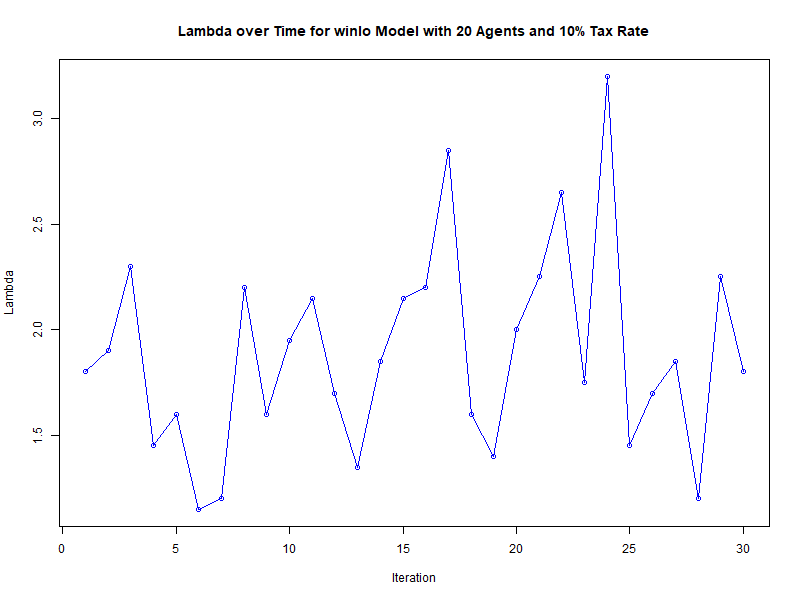 Lambda over Time for winlo Model with 20 Agents and 10% Tax Rate
3.0
2.5
2.0
1.5
Lambda
0 5 10 15 20 25 30
Iteration